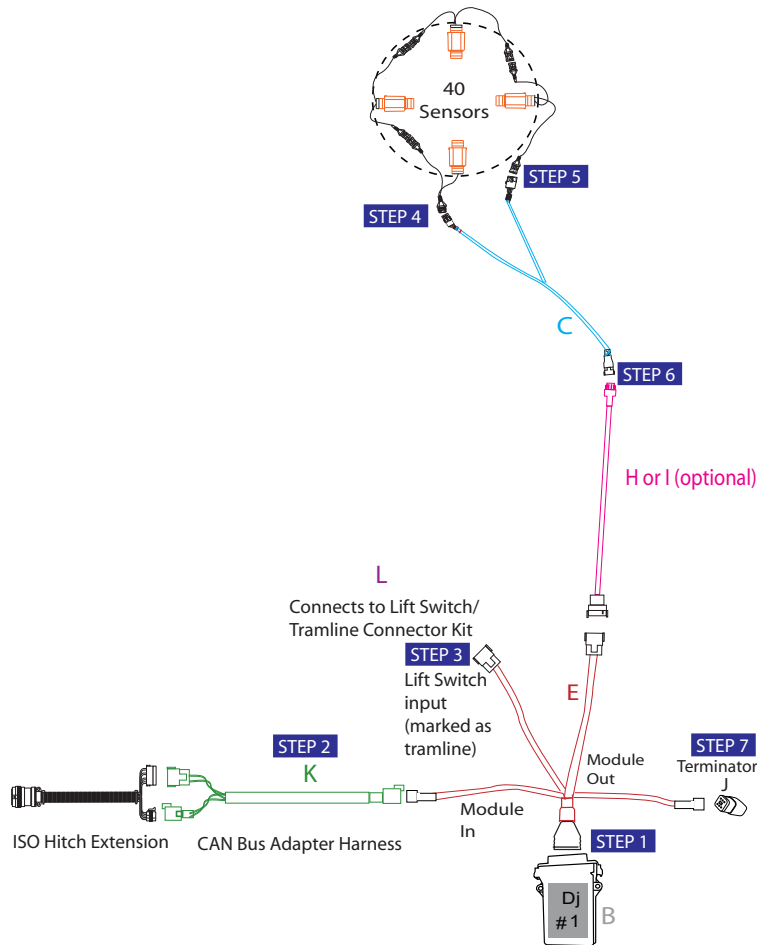 40
Sensors
STEP 5
STEP 4
C
STEP 6
H or I (optional)
L
Connects to Lift Switch/
Tramline Connector Kit
STEP 3
Lift Switch
input
(marked as
tramline)
E
STEP 2
K
Module
Out
STEP 7
Terminator
J
Module
In
ISO Hitch Extension
CAN Bus Adapter Harness
STEP 1
Dj
#1
B